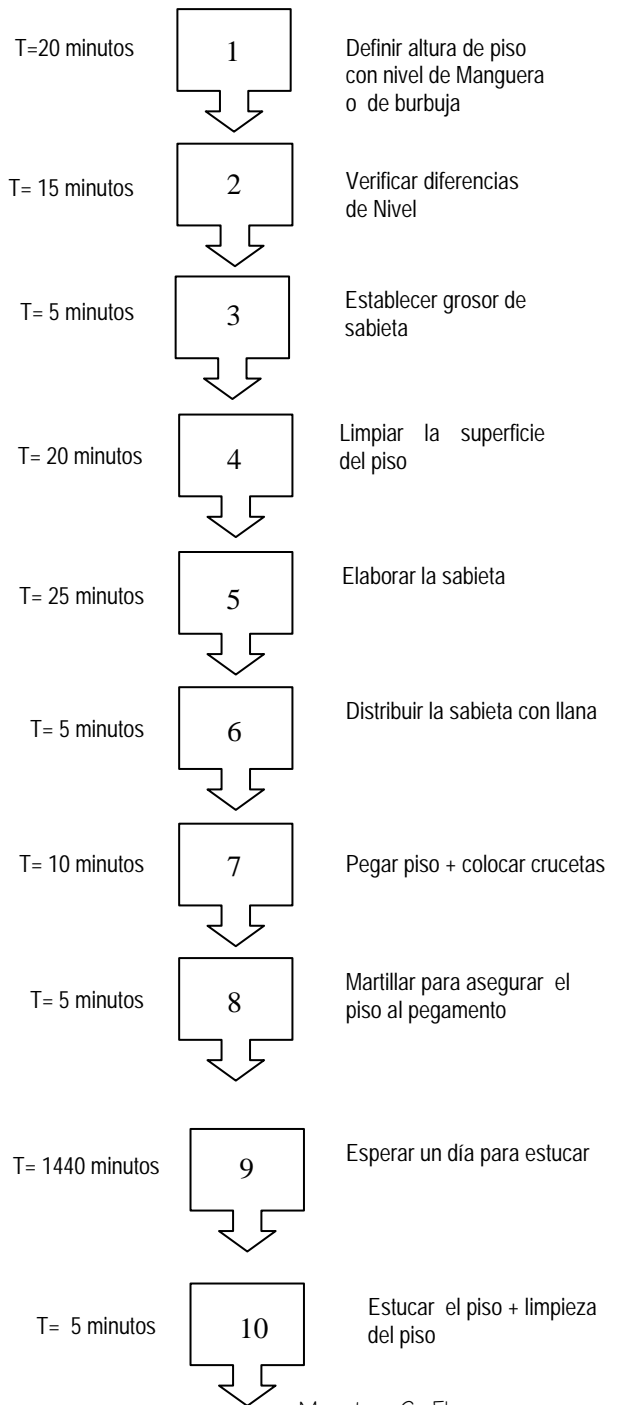 T=20 minutos
1
Definir altura de piso
con nivel de Manguera
o de burbuja
T= 15 minutos
2
Verificar diferencias
de Nivel
T= 5 minutos
3
Establecer grosor de
sabieta
T= 20 minutos
4
Limpiar la superficie
del piso
T= 25 minutos
5
Elaborar la sabieta
T= 5 minutos
6
Distribuir la sabieta con llana
T= 10 minutos
7
Pegar piso + colocar crucetas
T= 5 minutos
8
Martillar para asegurar el
piso al pegamento
T= 1440 minutos
9
Esperar un día para estucar
T= 5 minutos
10
Estucar el piso + limpieza
del piso